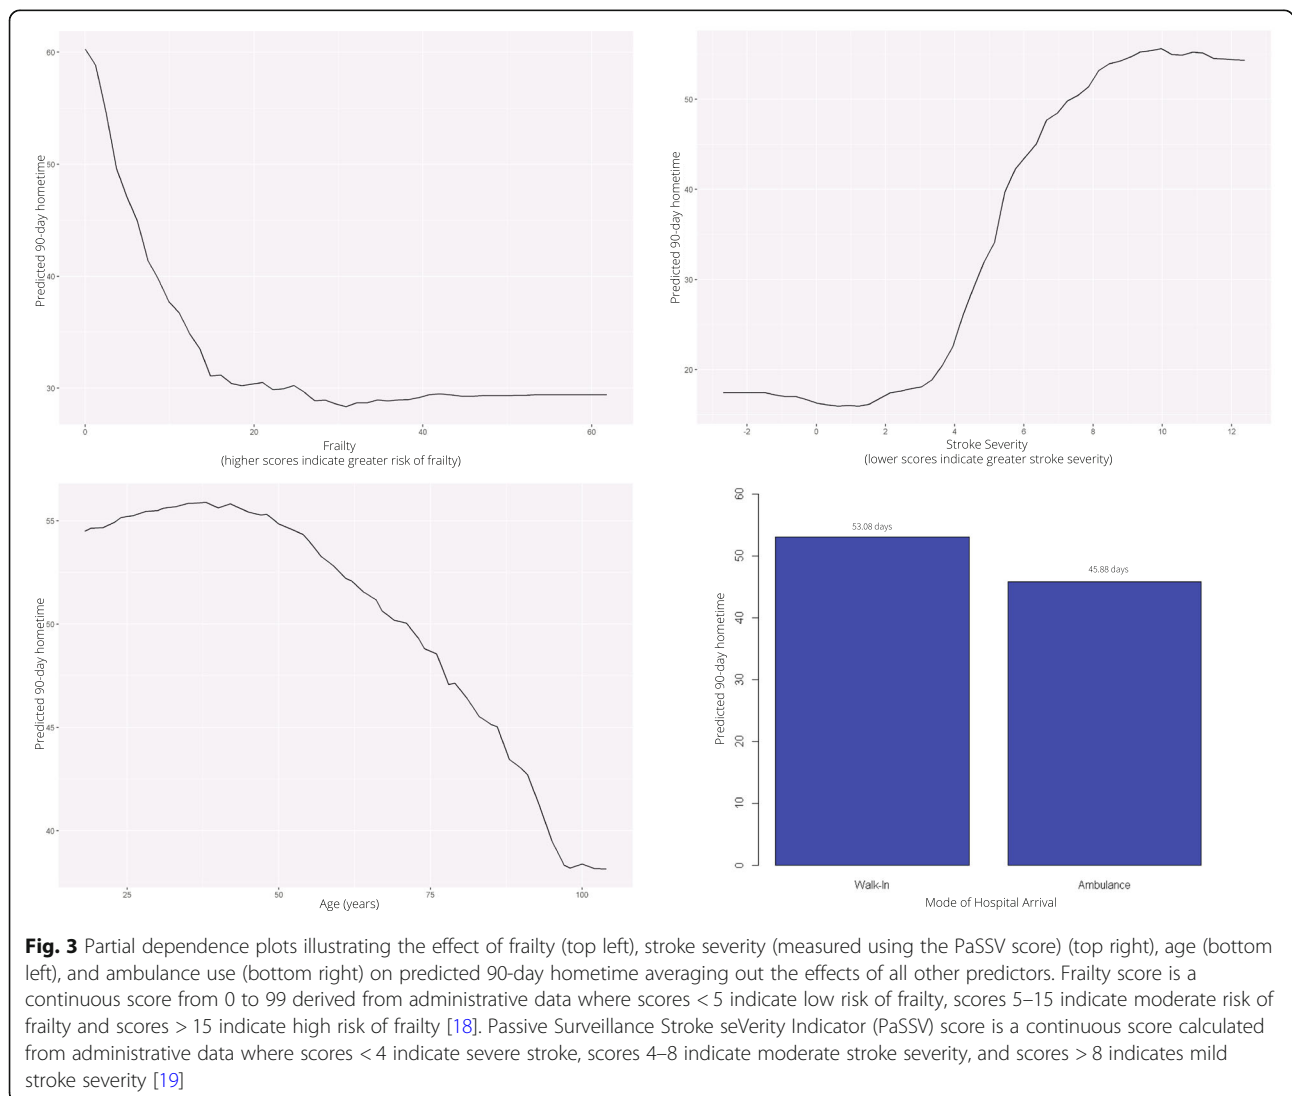 60
50
40
30
Predicted 90-day hometime
0
20
40
60
Frailty
(higher scores indicate greater risk of frailty)
50
40
30
20
Predicted 90-day hometime
-2
0
2
4
6
8
10
12
Stroke Severity
(lower scores indicate greater stroke severity)
55
50
45
40
Predicted 90-day hometime
25
50
75
100
Age (years)
60
50
40
30
20
10
0
Predicted 90-day hometime
53.08 days
45.88 days
Walk-In
Ambulance
Mode of Hospital Arrival
Fig. 3 Partial dependence plots illustrating the effect of frailty (top left), stroke severity (measured using the PaSSV score) (top right), age (bottom
left), and ambulance use (bottom right) on predicted 90-day hometime averaging out the effects of all other predictors. Frailty score is a
continuous score from 0 to 99 derived from administrative data where scores < 5 indicate low risk of frailty, scores 5–15 indicate moderate risk of
frailty and scores > 15 indicate high risk of frailty [18]. Passive Surveillance Stroke seVerity Indicator (PaSSV) score is a continuous score calculated
from administrative data where scores < 4 indicate severe stroke, scores 4–8 indicate moderate stroke severity, and scores > 8 indicates mild
stroke severity [19]